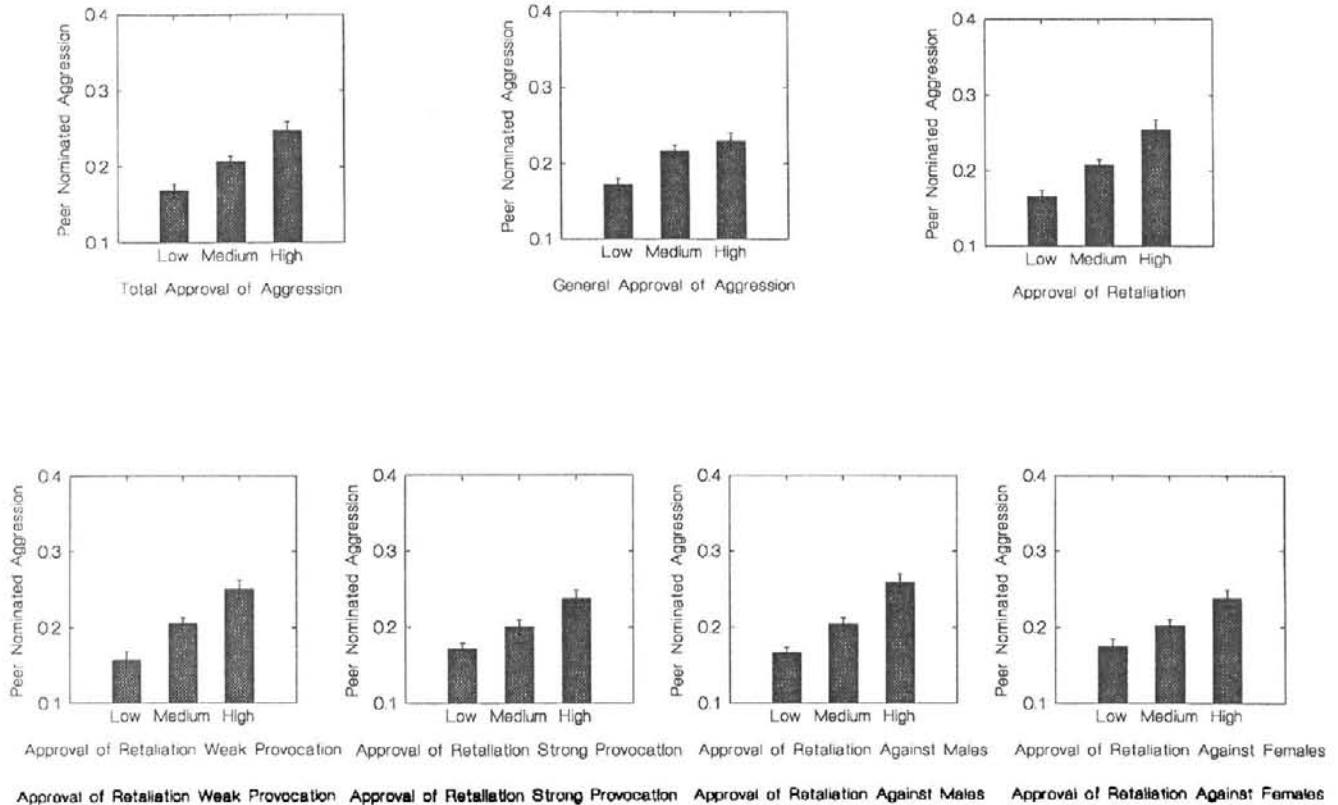 0.4
0.3
0.2
0.1
Peer Nominated Aggression
Low Medium High
Total Approval of Aggression
0.4
0.3
0.2
0.1
Peer Nominated Aggression
Low Medium High
General Approval of Aggression
0.4
0.3
0.2
0.1
Peer Nominated Aggression
Low Medium High
Approval of Retaliation
0.4
0.3
0.2
0.1
Peer Nominated Aggression
Low Medium High
Approval of Retaliation Weak Provocation
0.4
0.3
0.2
0.1
Peer Nominated Aggression
Low Medium High
Approval of Retaliation Strong Provocation
0.4
0.3
0.2
0.1
Peer Nominated Aggression
Low Medium High
Approval of Retaliation Against Males
0.4
0.3
0.2
0.1
Peer Nominated Aggression
Low Medium High
Approval of Retaliation Against Females
Approval of Retaliation Weak Provocation
Approval of Retaliation Strong Provocation
Approval of Retaliation Against Males
Approval of Retaliation Against Females